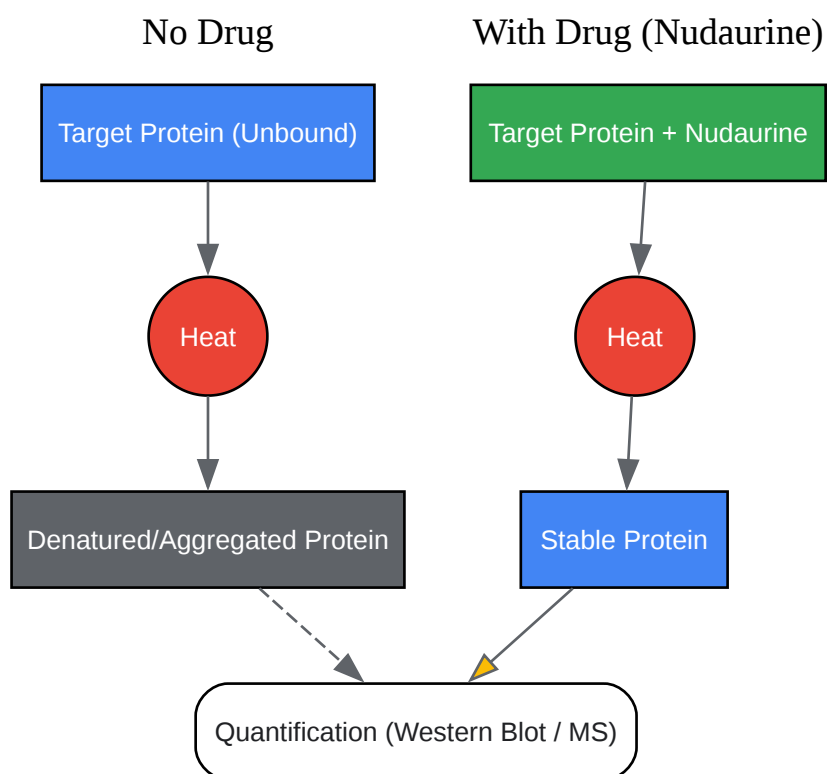 No Drug
With Drug (Nudaurine)
Target Protein (Unbound)
Target Protein + Nudaurine
Heat
Heat
Denatured/Aggregated Protein
Stable Protein
Quantification (Western Blot / MS)